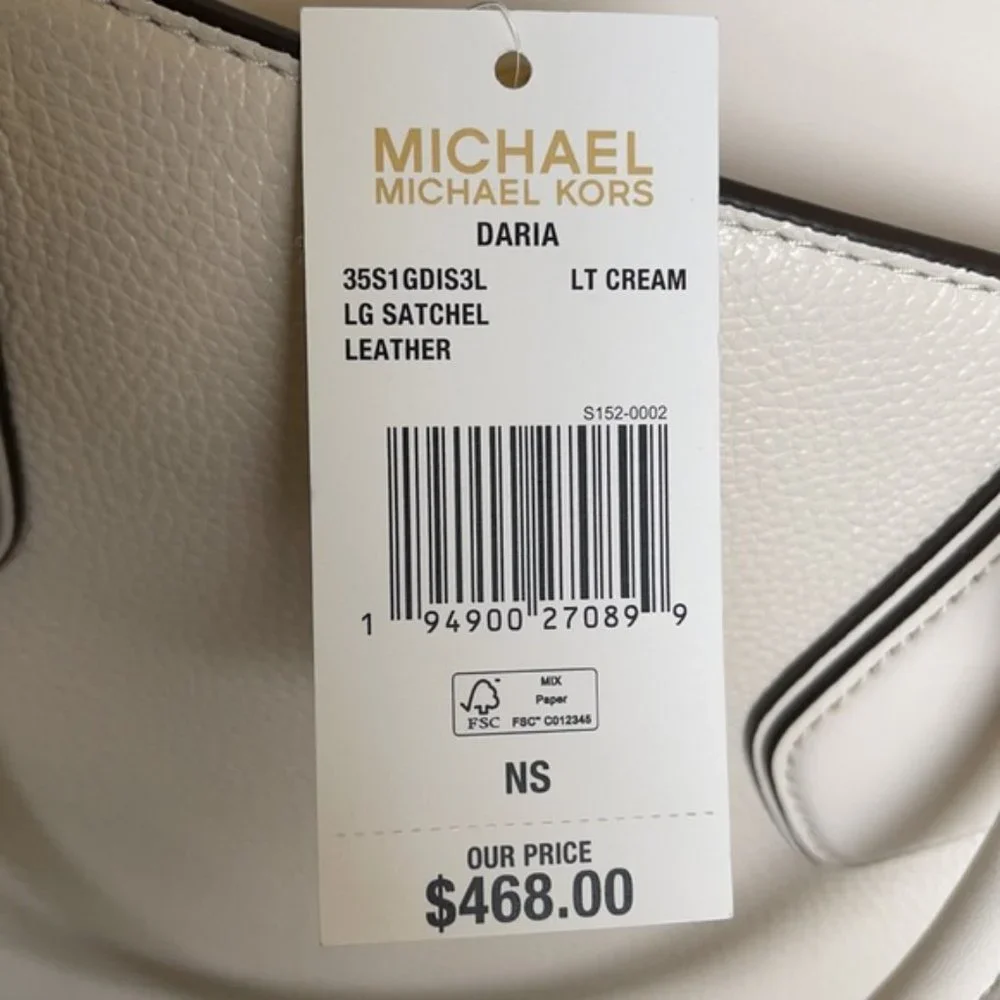 MICHAEL
MICHAEL KORS
DARIA
35S1GDIS3L LT CREAM
LG SATCHEL
LEATHER
S152-0002
1 94900 27089 9
MIX
Paper
FSC FSC™ C012345
NS
OUR PRICE
$468.00